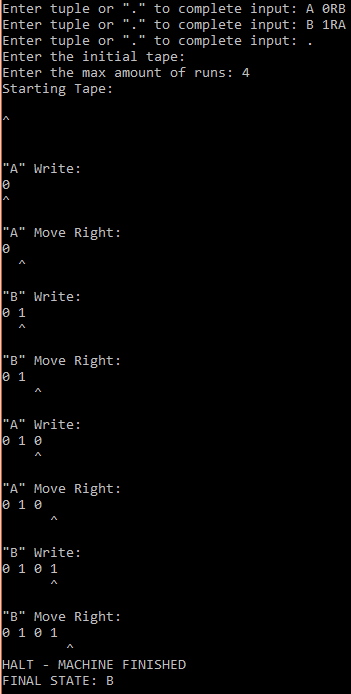 Enter tuple or "." to complete input: A 0RB
Enter tuple or "." to complete input: B 1RA
Enter tuple or "." to complete input: .
Enter the initial tape:
Enter the max amount of runs: 4
Starting Tape:
^
"A" Write:
0
^
"A" Move Right:
0
  ^
"B" Write:
0 1
  ^
"B" Move Right:
0 1
    ^
"A" Write:
0 1 0
    ^
"A" Move Right:
0 1 0
      ^
"B" Write:
0 1 0 1
      ^
"B" Move Right:
0 1 0 1
        ^
HALT - MACHINE FINISHED
FINAL STATE: B